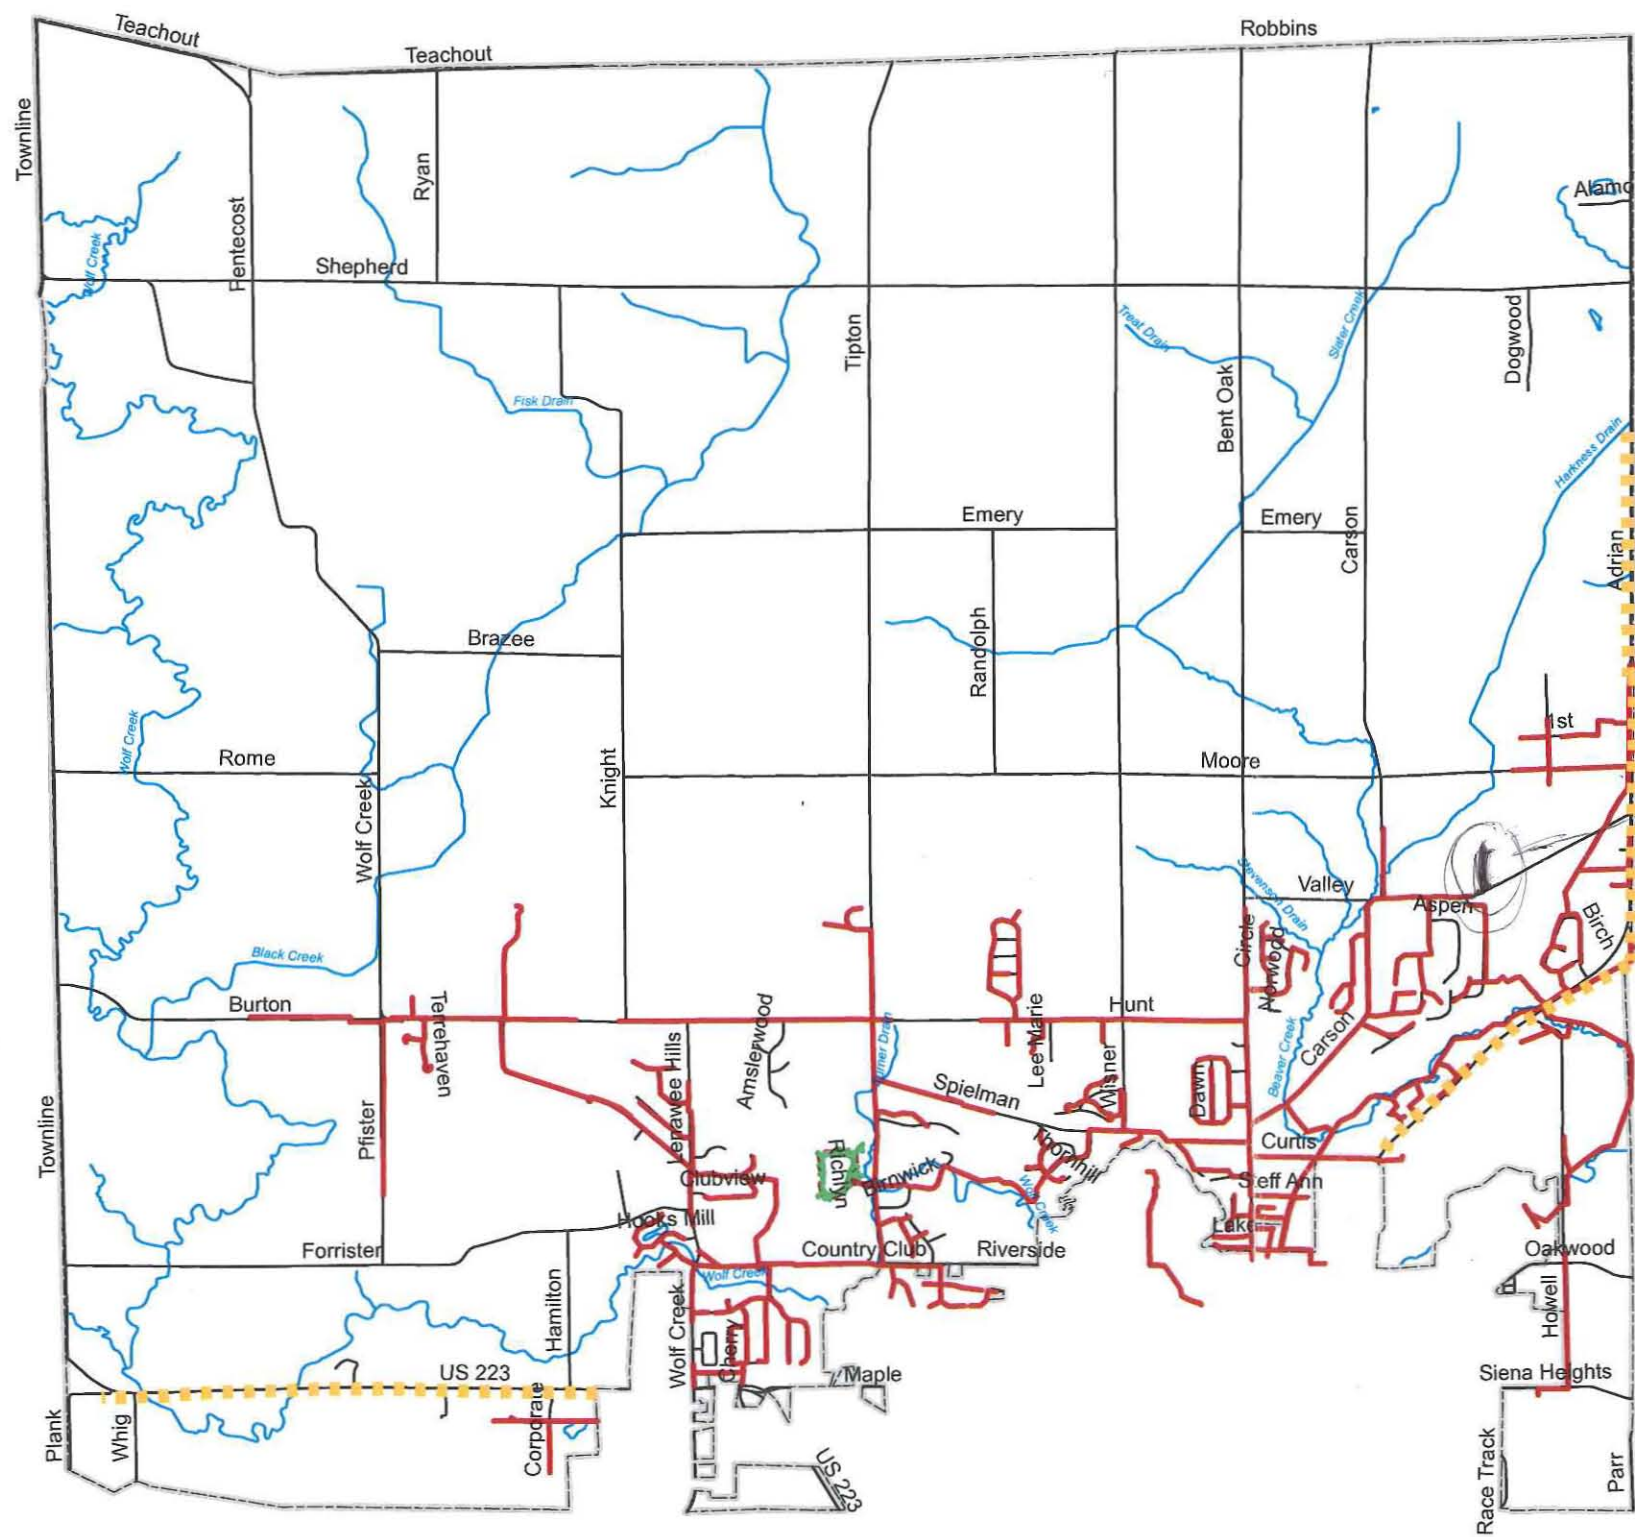 Teachout
Robbins
Teachout
Townline
Ryan
Alamo
Pentecost
Wolf Creek
Shepherd
Treat Drain
Slater Creek
Dogwood
Tipton
Bent Oak
Fisk Drain
Harkness Drain
Emery
Emery
Carson
Adrian
Brazee
Randolph
Wolf Creek
1st
Rome
Knight
Moore
Wolf Creek
Stevenson Drain
Valley
Aspen
Birch
Circle
Norwood
Black Creek
Burton
Terrehaven
Amslerwood
Lee Marie
Hunt
Carson
Beaver Creek
Lenawee Hills
Wisner
Dawn
Spielman
Townline
Pfister
Richlyn
Thornhill
Curtis
Clubview
Birnwick
Steff Ann
Wolf Creek
Hooks Mill
Lake
Forrister
Country Club
Riverside
Oakwood
Wolf Creek
Hamilton
Wolf Creek
Cherry
Howell
US 223
Maple
Siena Heights
Plank
Whig
Corporate
US 223
Race Track
Parr